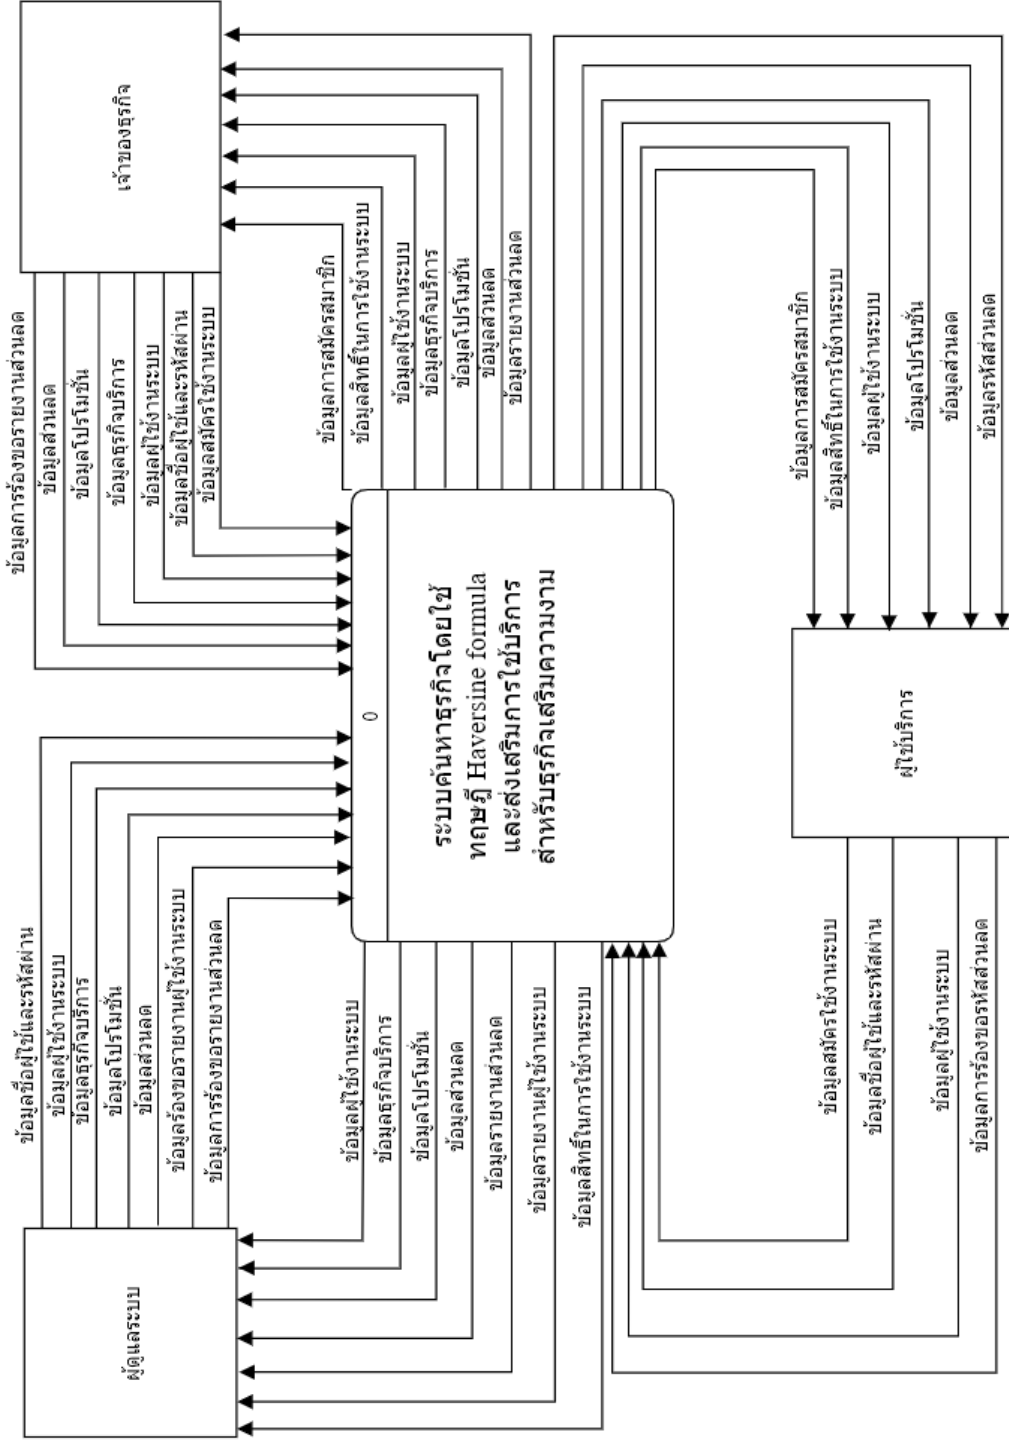 ผู้ดูแลระบบ
ข้อมูลชื่อผู้ใช้และรหัสผ่าน
ข้อมูลผู้ใช้งานระบบ
ข้อมูลธุรกิจบริการ
ข้อมูลโปรโมชั่น
ข้อมูลส่วนลด
ข้อมูลร้องขอรายงานผู้ใช้งานระบบ
ข้อมูลการร้องขอรายงานส่วนลด
ข้อมูลผู้ใช้งานระบบ
ข้อมูลธุรกิจบริการ
ข้อมูลโปรโมชั่น
ข้อมูลส่วนลด
ข้อมูลรายงานส่วนลด
ข้อมูลรายงานผู้ใช้งานระบบ
ข้อมูลสิทธิ์ในการใช้งานระบบ
เจ้าของธุรกิจ
ข้อมูลการร้องขอรายงานส่วนลด
ข้อมูลส่วนลด
ข้อมูลโปรโมชั่น
ข้อมูลธุรกิจบริการ
ข้อมูลผู้ใช้งานระบบ
ข้อมูลชื่อผู้ใช้และรหัสผ่าน
ข้อมูลสมัครใช้งานระบบ
ข้อมูลการสมัครสมาชิก
ข้อมูลสิทธิ์ในการใช้งานระบบ
ข้อมูลผู้ใช้งานระบบ
ข้อมูลธุรกิจบริการ
ข้อมูลโปรโมชั่น
ข้อมูลส่วนลด
ข้อมูลรายงานส่วนลด
0
ระบบค้นหาธุรกิจโดยใช้
ทฤษฎี Haversine formula
และส่งเสริมการใช้บริการ
สำหรับธุรกิจเสริมความงาม
ข้อมูลสมัครใช้งานระบบ
ข้อมูลชื่อผู้ใช้และรหัสผ่าน
ข้อมูลผู้ใช้งานระบบ
ข้อมูลการร้องขอรหัสส่วนลด
ผู้ใช้บริการ
ข้อมูลการสมัครสมาชิก
ข้อมูลสิทธิ์ในการใช้งานระบบ
ข้อมูลผู้ใช้งานระบบ
ข้อมูลโปรโมชั่น
ข้อมูลส่วนลด
ข้อมูลรหัสส่วนลด